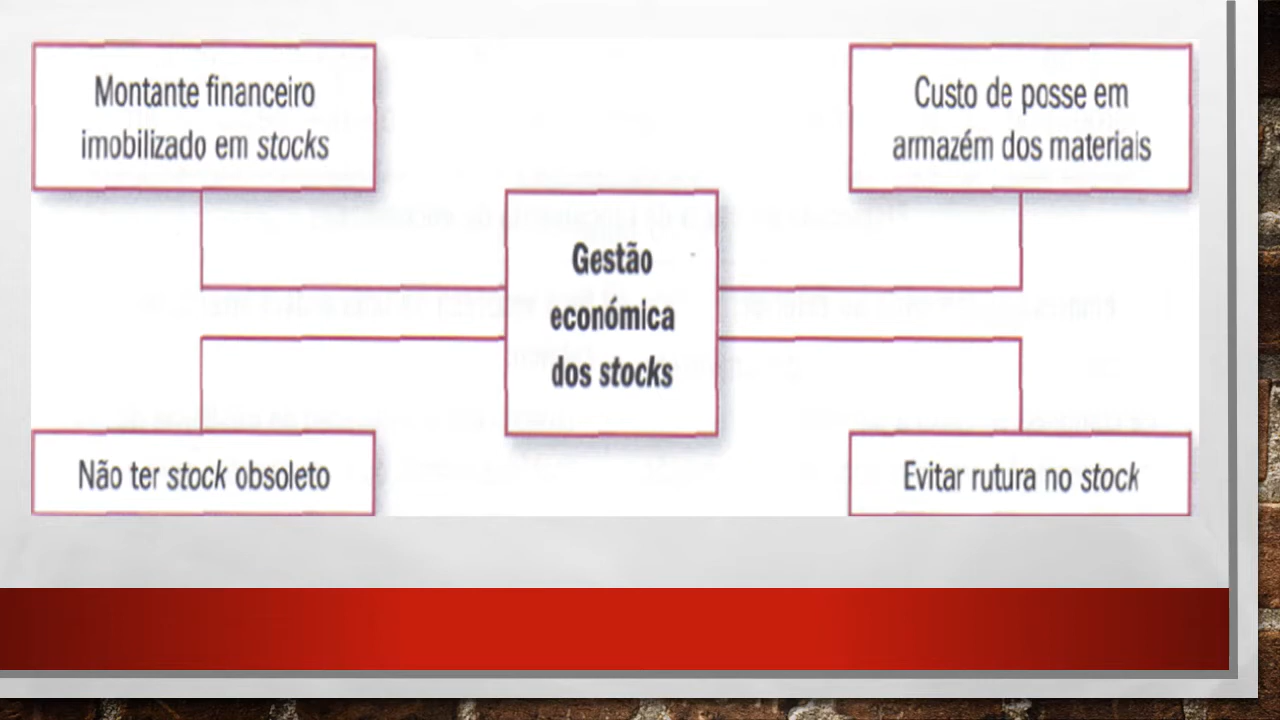 Montante financeiro
imobilizado em stocks
Custo de posse em
armazém dos materiais
Gestão
económica
dos stocks
Não ter stock obsoleto
Evitar rutura no stock